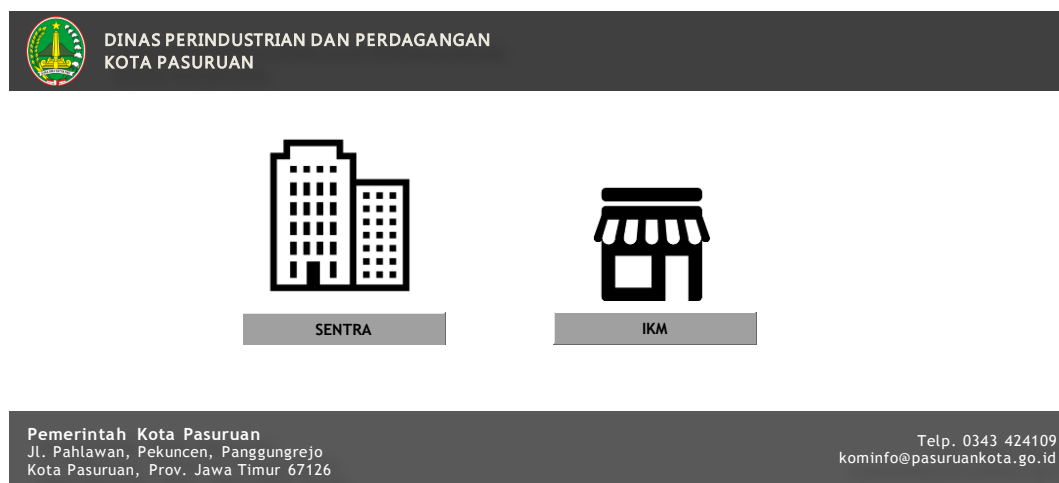 DINAS PERINDUSTRIAN DAN PERDAGANGAN
KOTA PASURUAN
SENTRA
IKM
Pemerintah Kota Pasuruan
Jl. Pahlawan, Pekuncen, Panggungrejo
Kota Pasuruan, Prov. Jawa Timur 67126
Telp. 0343 424109
kominfo@pasuruankota.go.id